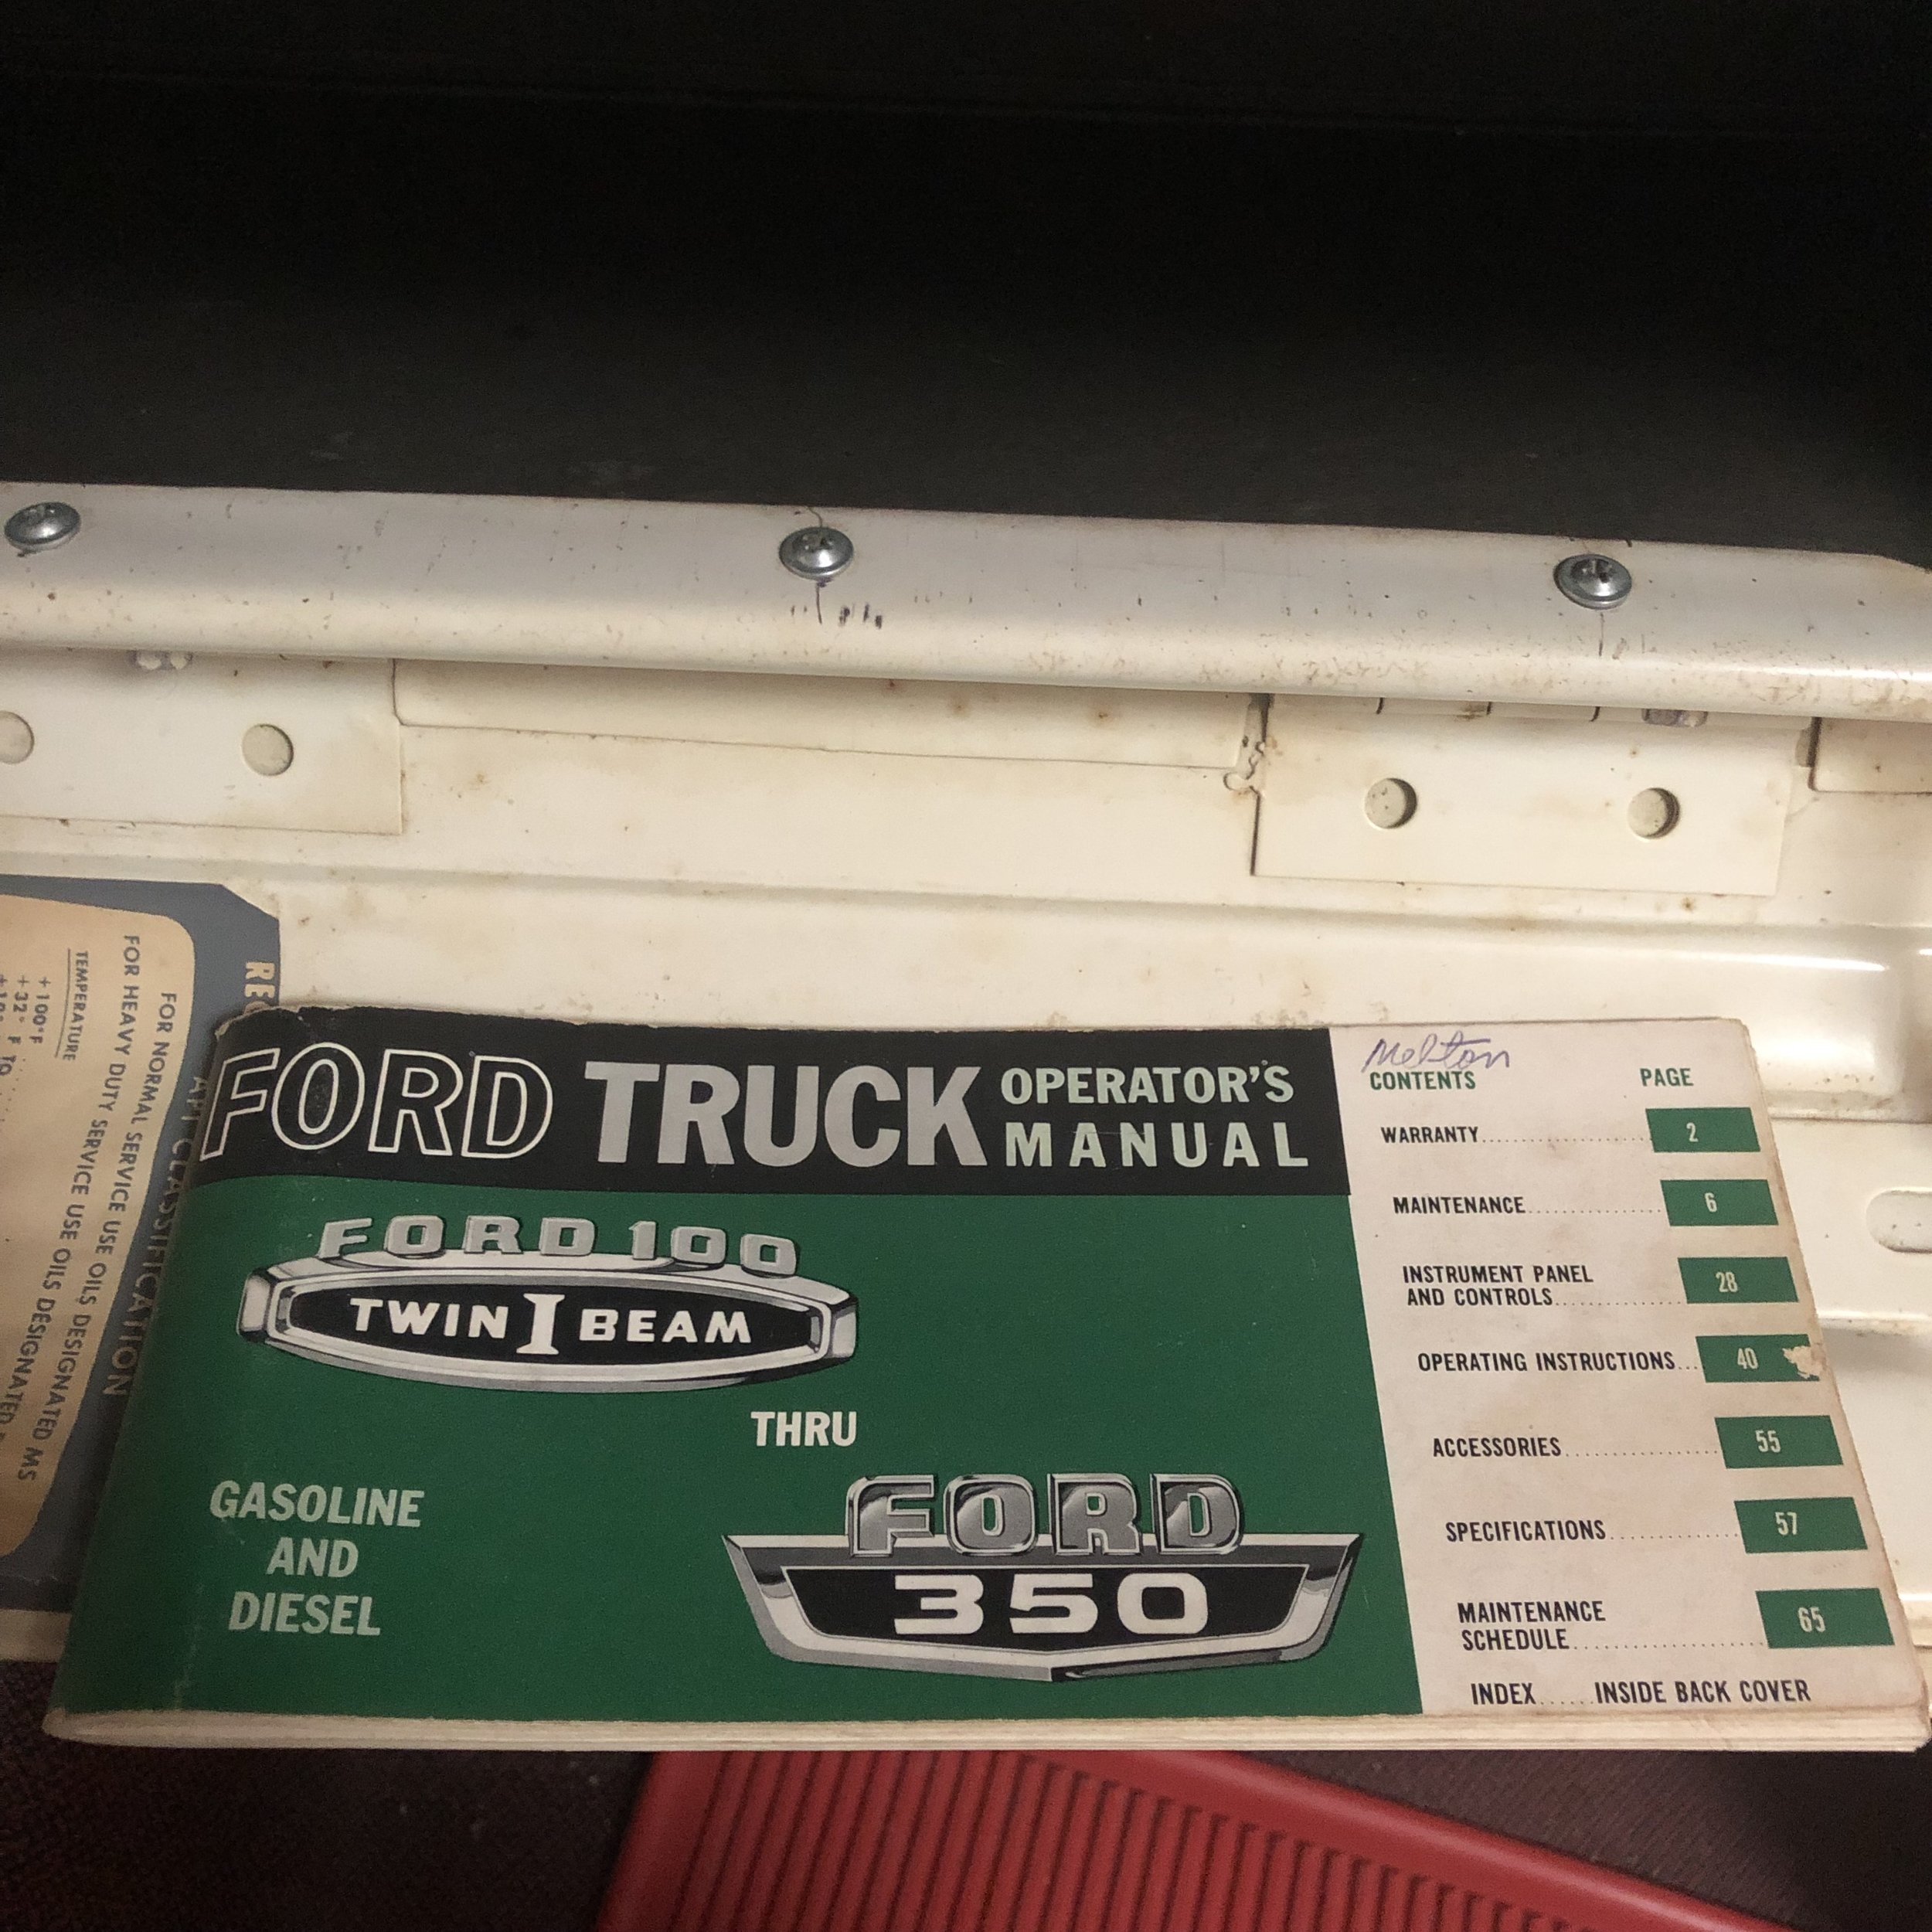 FORD TRUCK OPERATOR'S
MANUAL
FORD 100
TWIN I BEAM
THRU
FORD
350
GASOLINE
AND
DIESEL
Melton
CONTENTS PAGE
WARRANTY 2
MAINTENANCE 6
INSTRUMENT PANEL
AND CONTROLS 28
OPERATING INSTRUCTIONS 40
ACCESSORIES 55
SPECIFICATIONS 57
MAINTENANCE
SCHEDULE 65
INDEX INSIDE BACK COVER
API CLASSIFICATION
FOR NORMAL SERVICE USE OILS DESIGNATED MS
FOR HEAVY DUTY SERVICE USE OILS DESIGNATED
TEMPERATURE
+100°F
+32° F TO